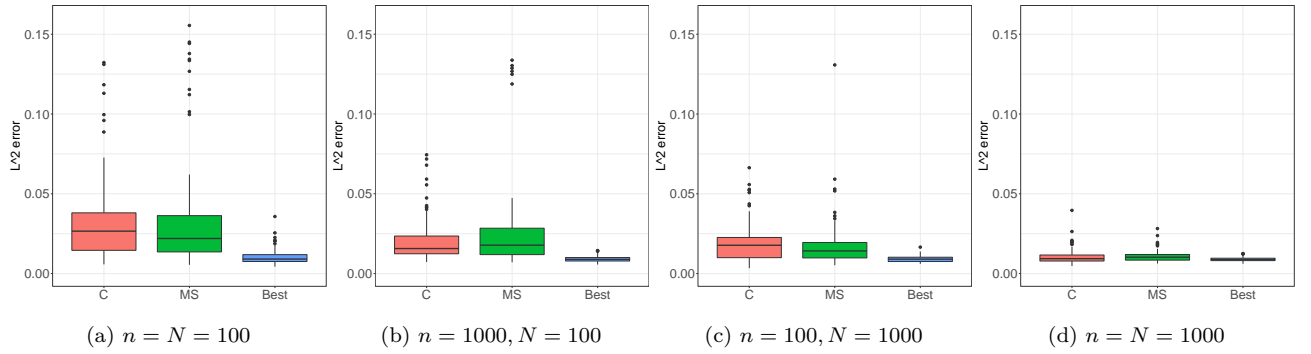 0.15
0.10
0.05
0.00
L^2 error
C MS Best
(a) n = N = 100
0.15
0.10
0.05
0.00
L^2 error
C MS Best
(b) n = 1000, N = 100
0.15
0.10
0.05
0.00
L^2 error
C MS Best
(c) n = 100, N = 1000
0.15
0.10
0.05
0.00
L^2 error
C MS Best
(d) n = N = 1000